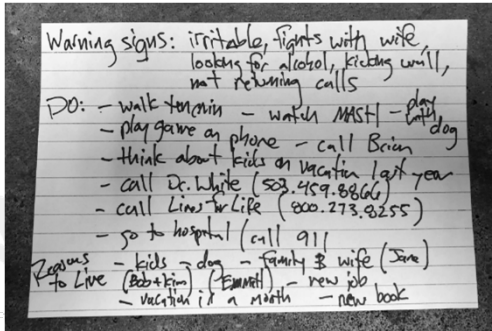 Warning signs: irritable, fights with wife,
looking for alcohol, kicking wall,
not returning calls
DO: - walk 10 min - watch MASH - play with dog
- play game on phone - call Brian
- think about kids on vacation last year
- call Dr. White (503.459.8866)
- call Lines for Life (800.273.8255)
- go to hospital (call 911
Reasons to Live - kids - dog - family & wife (Jane)
(Bob + Kim) (Emmett) - new job
- vacation in a month - new book